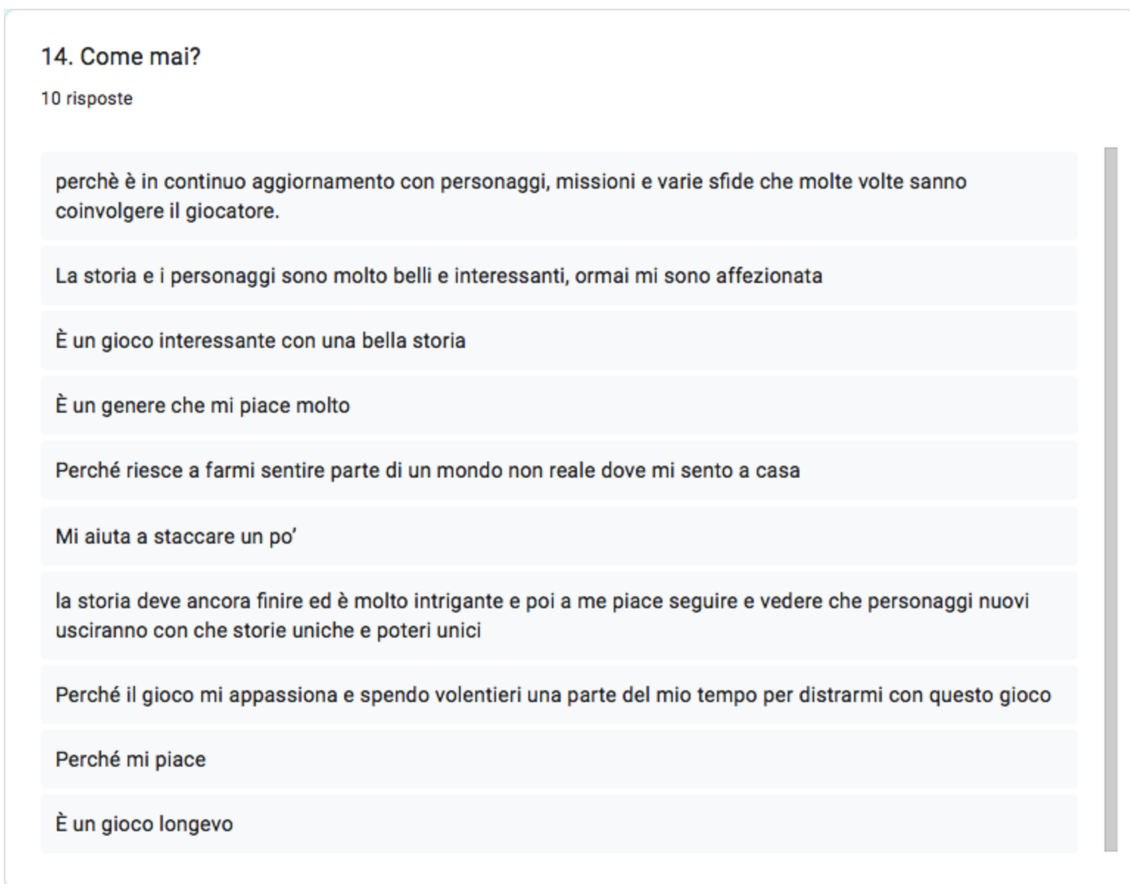 14. Come mai?
10 risposte
perchè è in continuo aggiornamento con personaggi, missioni e varie sfide che molte volte sanno
coinvolgere il giocatore.
La storia e i personaggi sono molto belli e interessanti, ormai mi sono affezionata
È un gioco interessante con una bella storia
È un genere che mi piace molto
Perché riesce a farmi sentire parte di un mondo non reale dove mi sento a casa
Mi aiuta a staccare un po’
la storia deve ancora finire ed è molto intrigante e poi a me piace seguire e vedere che personaggi nuovi
usciranno con che storie uniche e poteri unici
Perché il gioco mi appassiona e spendo volentieri una parte del mio tempo per distrarmi con questo gioco
Perché mi piace
È un gioco longevo